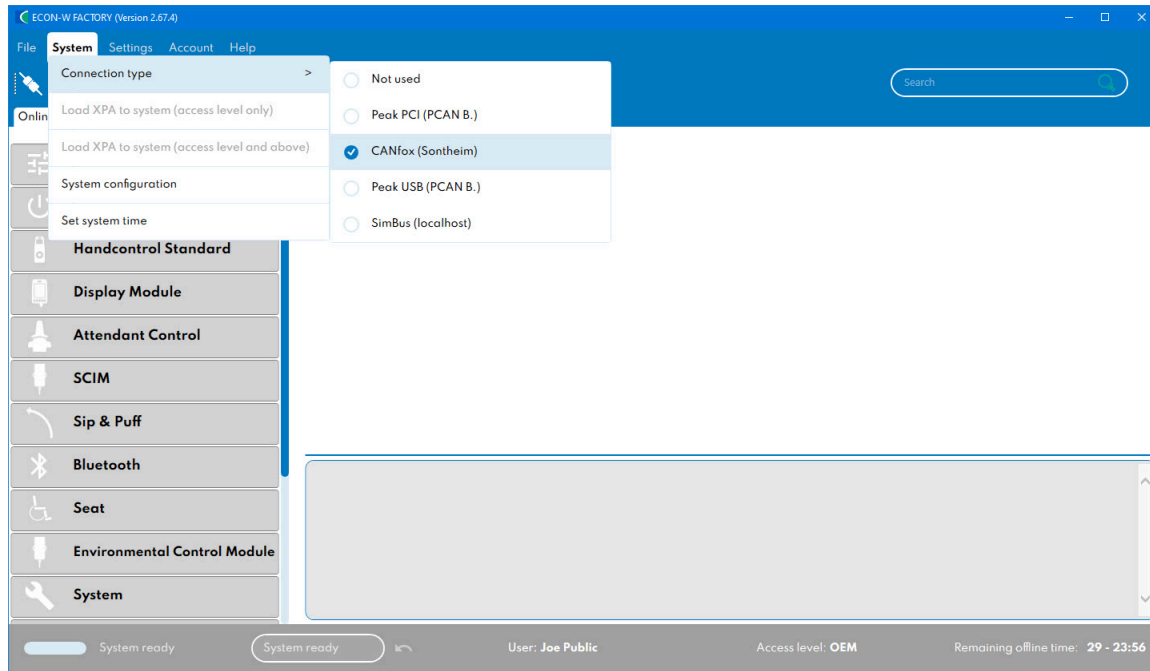 ECON-W FACTORY (Version 2.67.4)
File System Settings Account Help
Connection type >
Load XPA to system (access level only)
Load XPA to system (access level and above)
System configuration
Set system time
Not used
Peak PCI (PCAN B.)
CANfox (Sontheim)
Peak USB (PCAN B.)
SimBus (localhost)
Search
Onlin
Handcontrol Standard
Display Module
Attendant Control
SCIM
Sip & Puff
Bluetooth
Seat
Environmental Control Module
System
System ready
System ready
User: Joe Public
Access level: OEM
Remaining offline time: 29 - 23:56